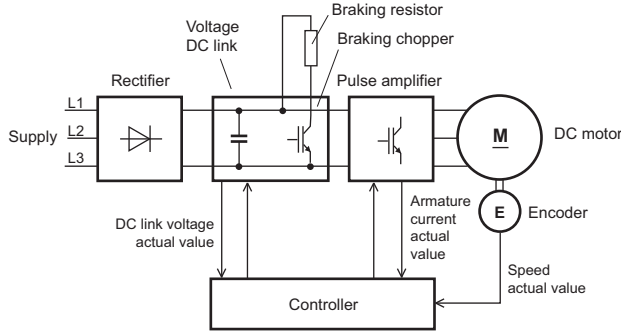 Braking resistor
Voltage
DC link
Braking chopper
Rectifier
Pulse amplifier
L1
Supply
L2
L3
M
DC motor
E
Encoder
DC link voltage
actual value
Armature
current
actual
value
Speed
actual value
Controller